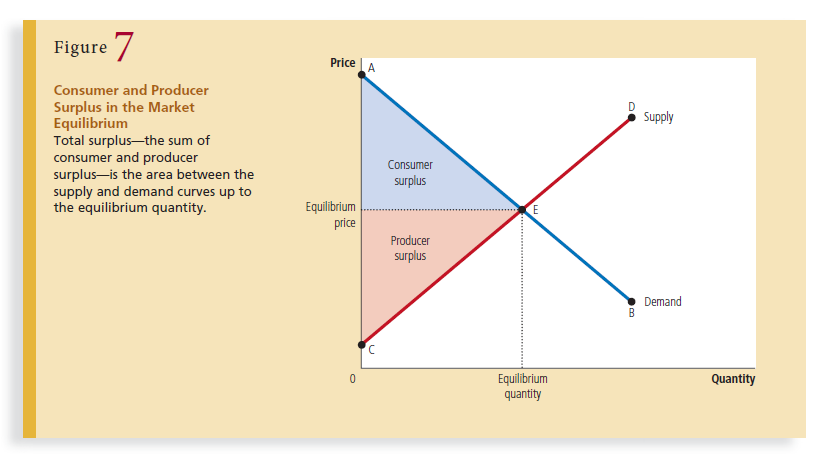 Figure 7
Consumer and Producer
Surplus in the Market
Equilibrium
Total surplus—the sum of
consumer and producer
surplus—is the area between the
supply and demand curves up to
the equilibrium quantity.
Price
A
D
Supply
Consumer
surplus
Equilibrium
price
E
Producer
surplus
Demand
B
C
0
Equilibrium
quantity
Quantity